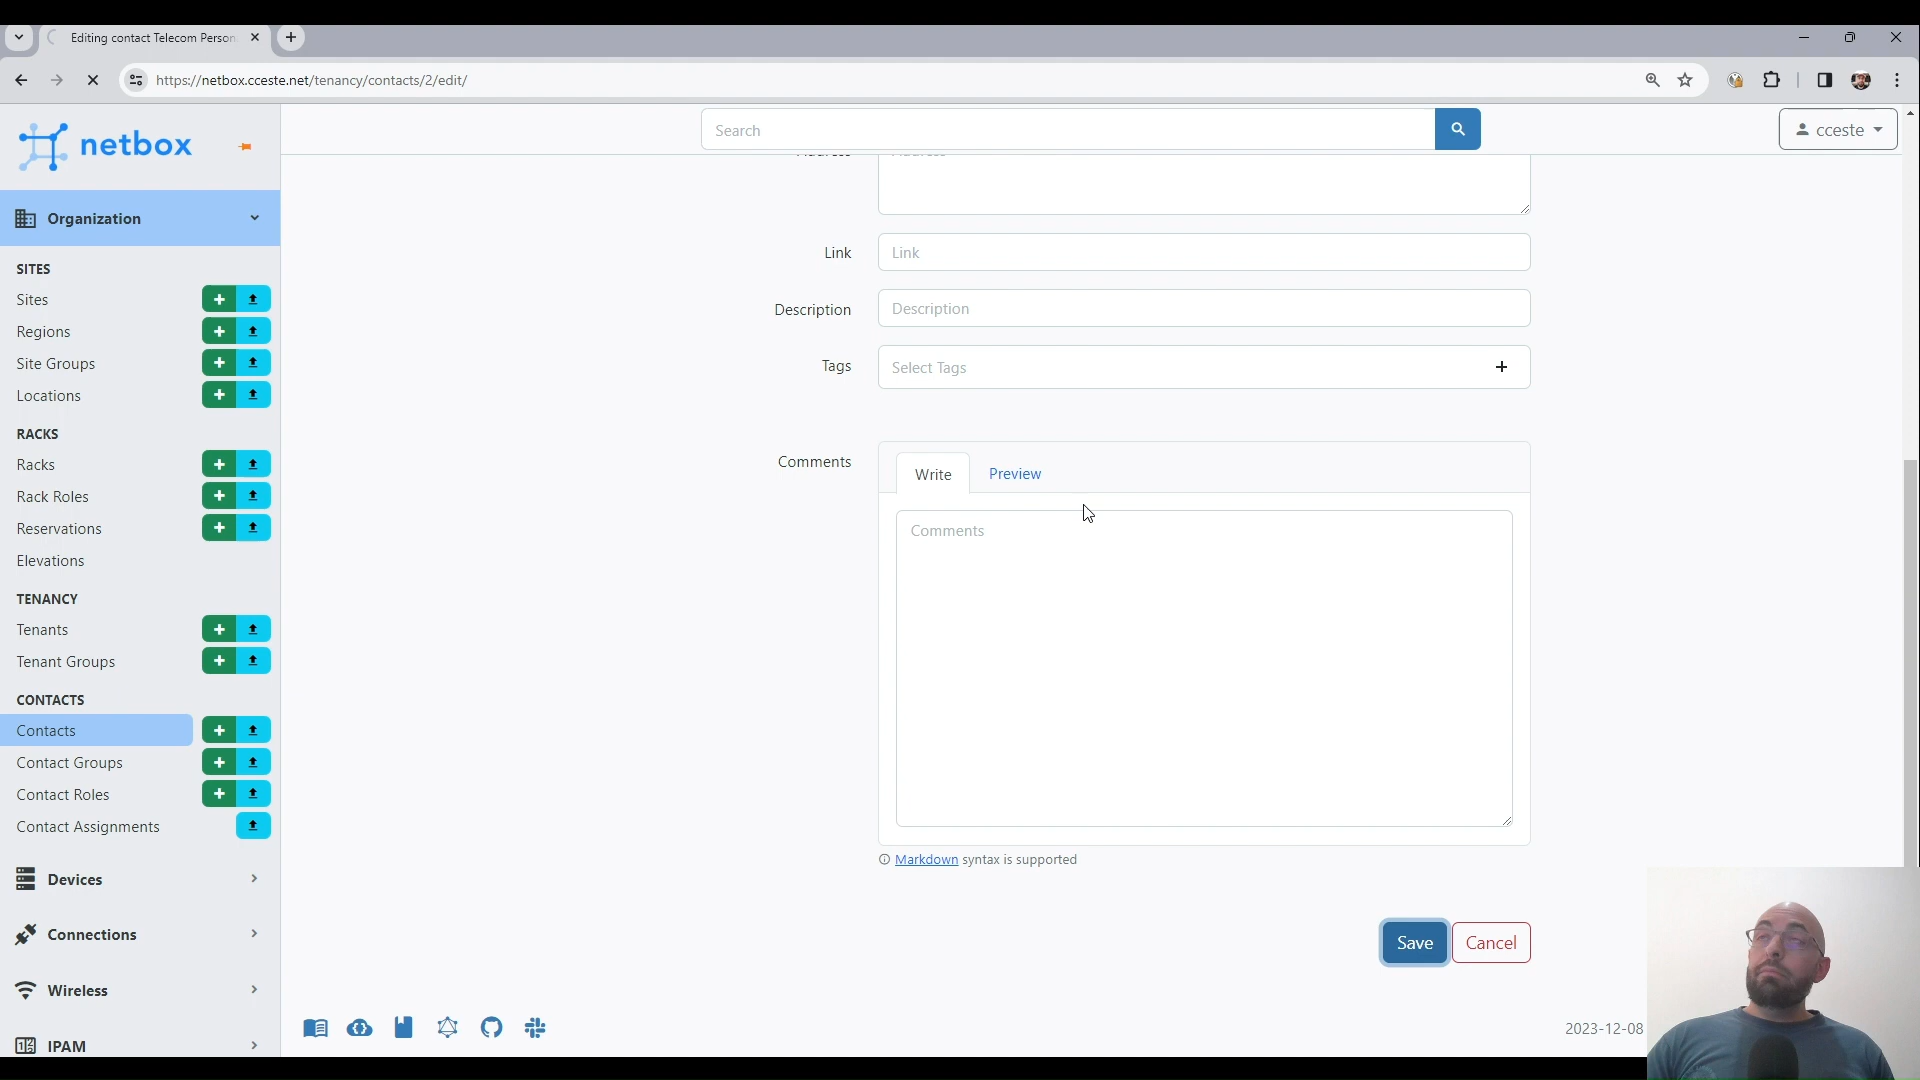 Editing contact Telecom Person
https://netbox.cceste.net/tenancy/contacts/2/edit/
netbox
Search
cceste
Organization
SITES
Sites
Regions
Site Groups
Locations
RACKS
Racks
Rack Roles
Reservations
Elevations
TENANCY
Tenants
Tenant Groups
CONTACTS
Contacts
Contact Groups
Contact Roles
Contact Assignments
Devices
Connections
Wireless
IPAM
Link
Link
Description
Description
Tags
Select Tags
Comments
Write
Preview
Comments
Markdown syntax is supported
Save
Cancel
2023-12-08